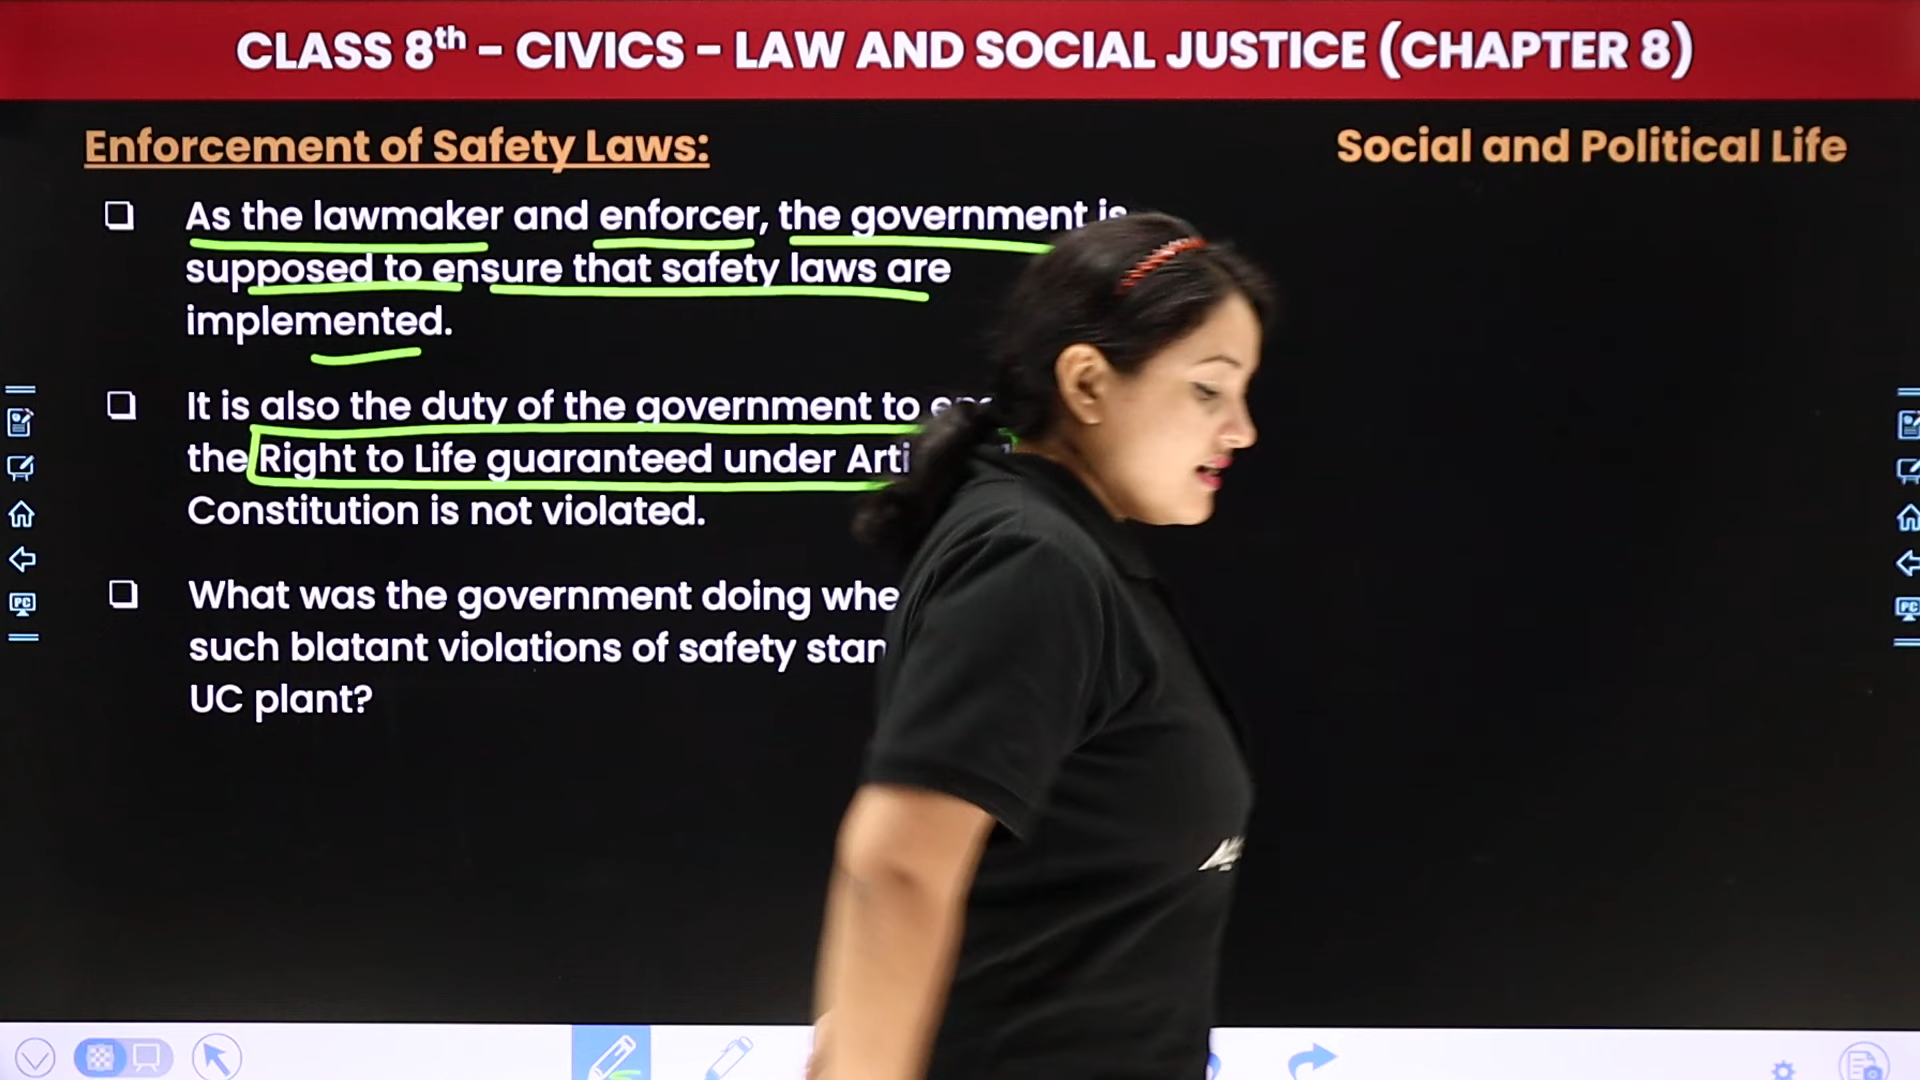 CLASS 8th - CIVICS - LAW AND SOCIAL JUSTICE (CHAPTER 8)
Enforcement of Safety Laws:
Social and Political Life
As the lawmaker and enforcer, the government is
supposed to ensure that safety laws are
implemented.
It is also the duty of the government to
the Right to Life guaranteed under
Constitution is not violated.
What was the government doing
such blatant violations of safety
UC plant?
PC
PC